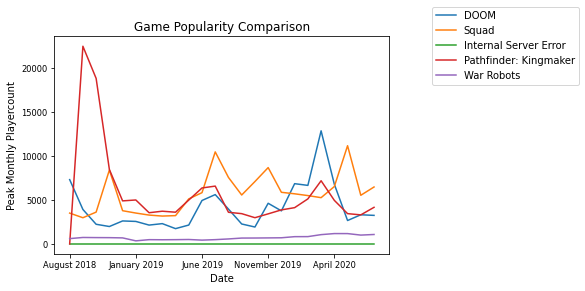 Game Popularity Comparison
DOOM
Squad
Internal Server Error
Pathfinder: Kingmaker
War Robots
Peak Monthly Playercount
20000
15000
10000
5000
0
August 2018 January 2019 June 2019 November 2019 April 2020
Date